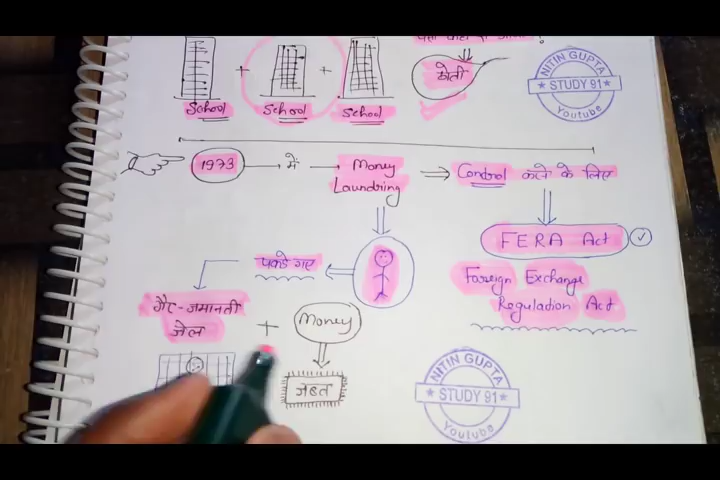 School + School + School
खेती
NITIN GUPTA
STUDY 91
Youtube
1973 में Money Laundring ⇒ Control करने के लिए
FERA Act
Foreign Exchange
Regulation Act
पकडे गए
गैर-जमानती
जेल
+
Money
जब्त
NITIN GUPTA
STUDY 91
Youtube